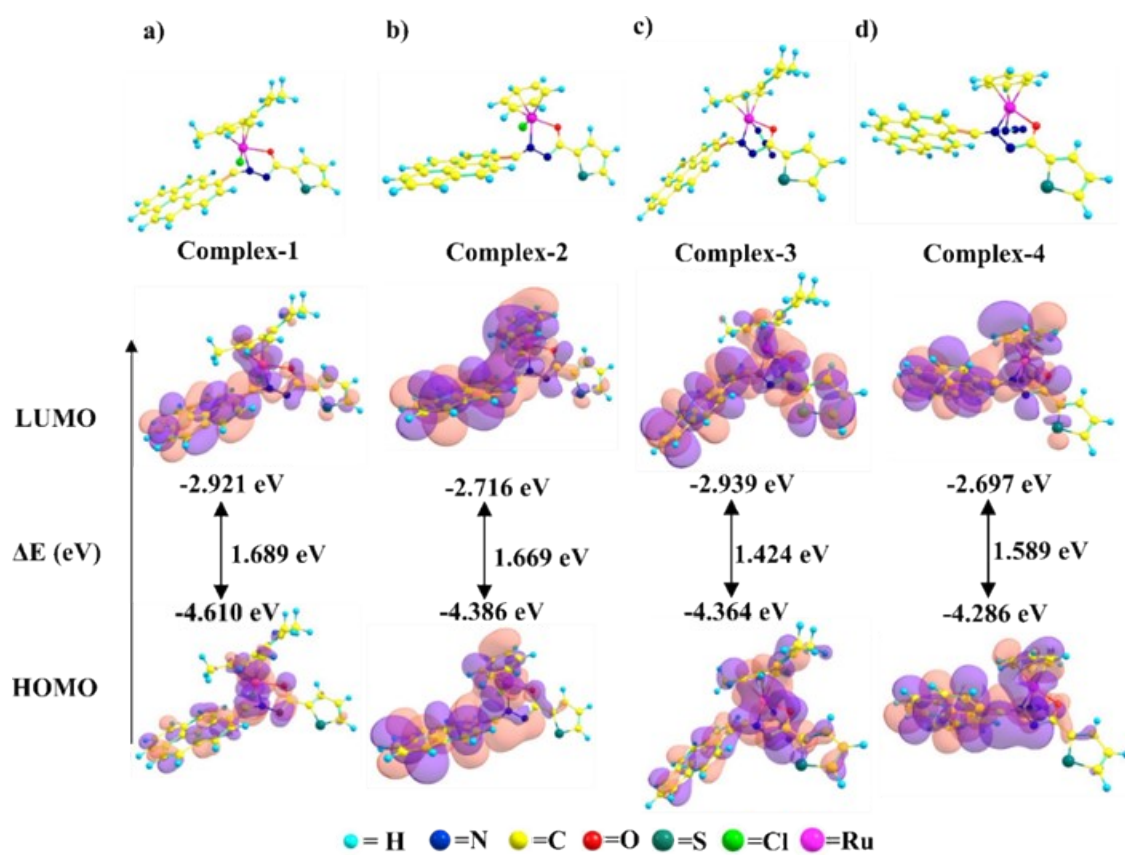 a) b) c) d)
Complex-1 Complex-2 Complex-3 Complex-4
LUMO
-2.921 eV -2.716 eV -2.939 eV -2.697 eV
ΔE (eV) 1.689 eV 1.669 eV 1.424 eV 1.589 eV
-4.610 eV -4.386 eV -4.364 eV -4.286 eV
HOMO
= H =N =C =O =S =Cl =Ru